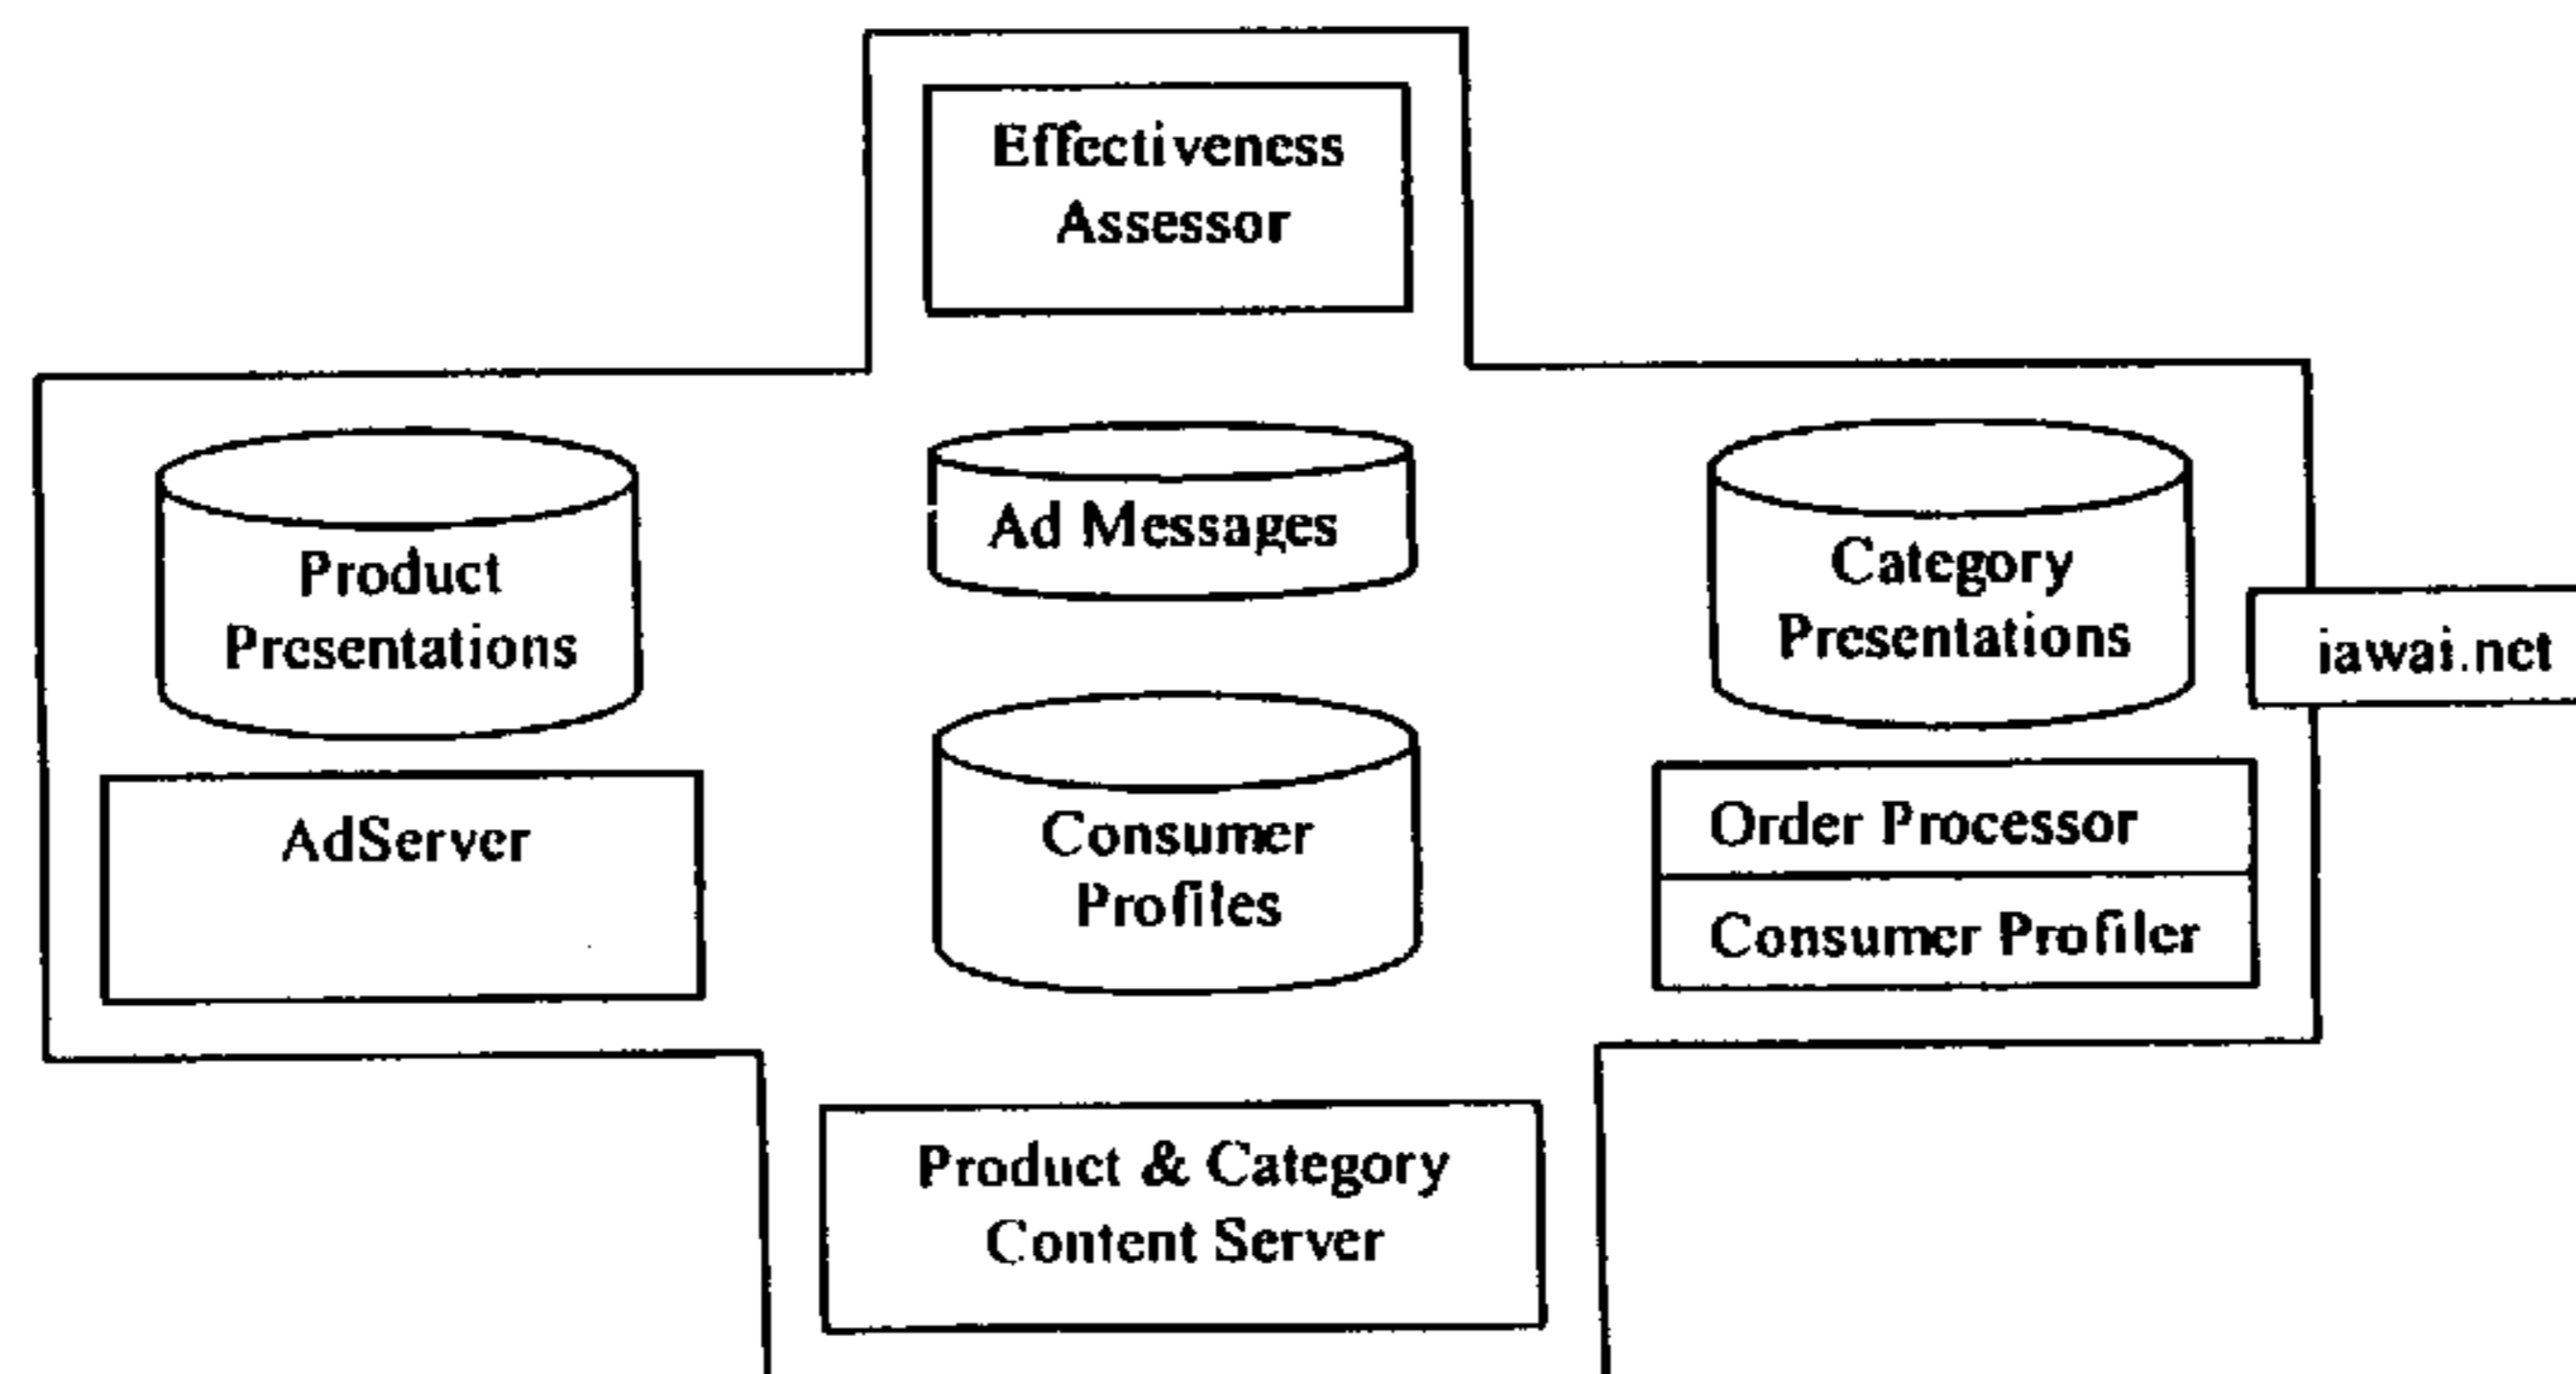 Effectiveness
Assessor
Product
Presentations
Ad Messages
Category
Presentations
iawai.net
AdServer
Consumer
Profiles
Order Processor
Consumer Profiler
Product & Category
Content Server